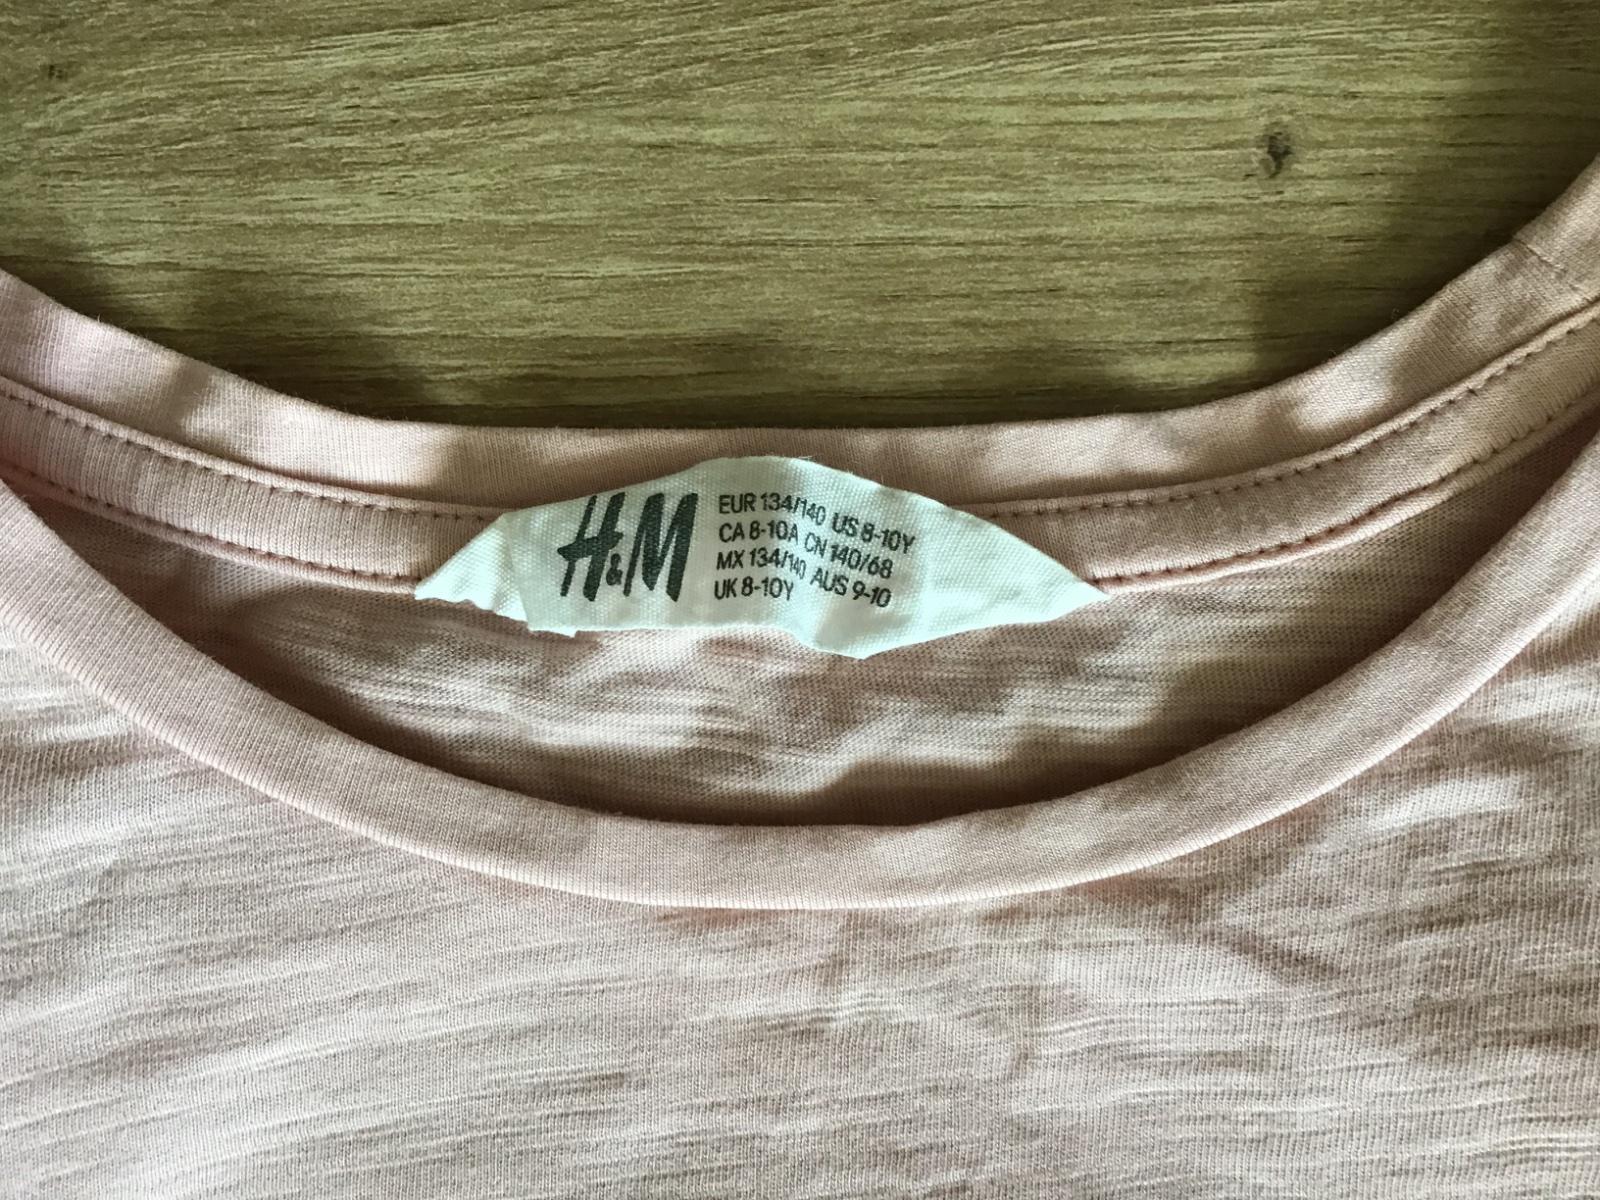 H&M
EUR 134/140 US 8-10Y
CA 8-10A CN 140/68
MX 134/140 AUS 9-10
UK 8-10Y